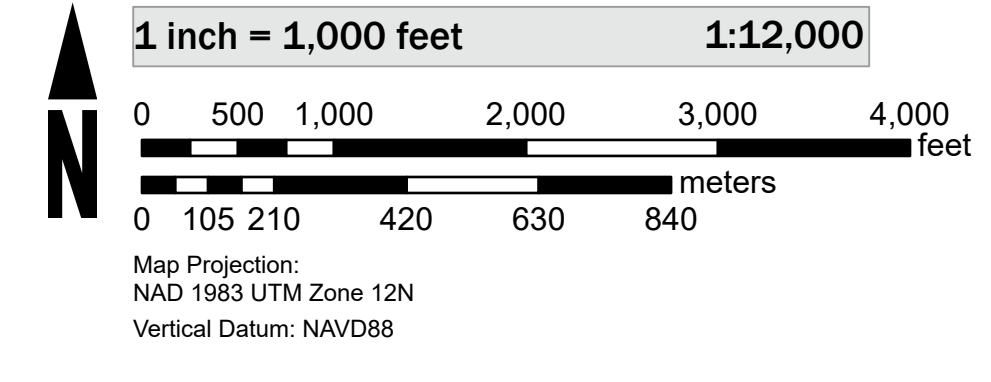 1 inch = 1,000 feet 1:12,000
0 500 1,000 2,000 3,000 4,000
feet
meters
0 105 210 420 630 840
N
Map Projection:
NAD 1983 UTM Zone 12N
Vertical Datum: NAVD88